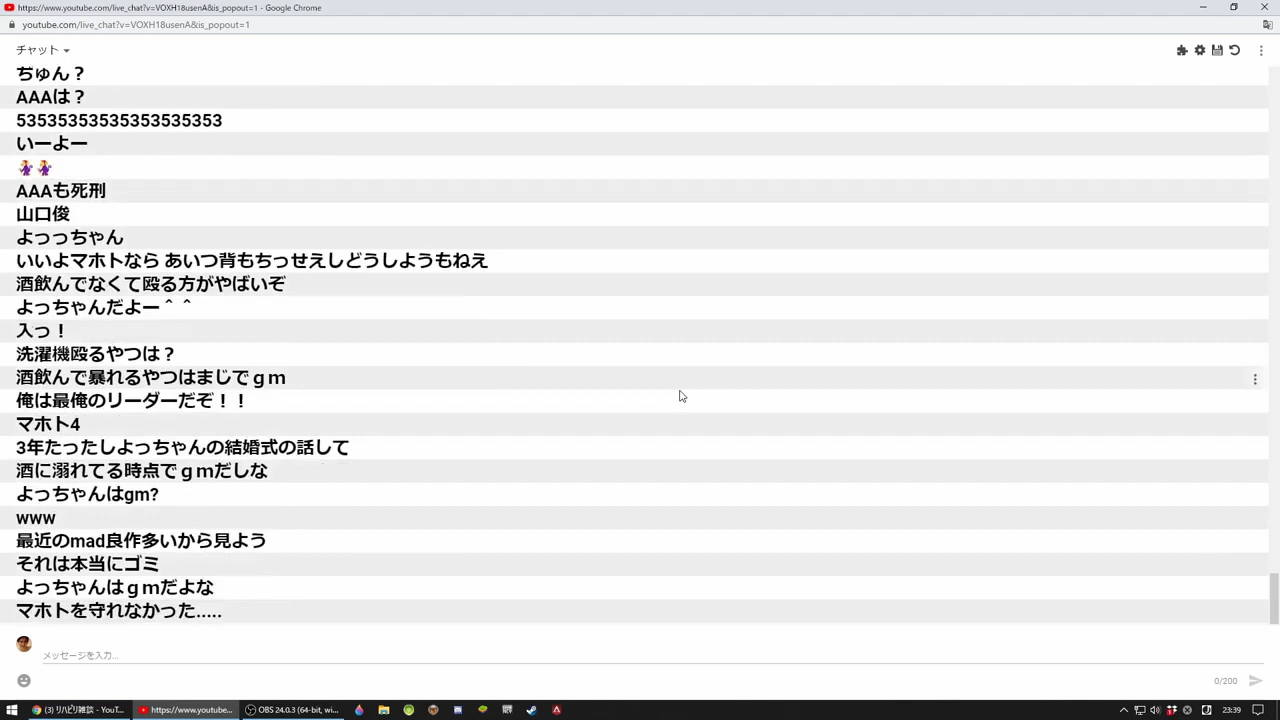 https://www.youtube.com/live_chat?v=VOXH18usenA&is_popout=1 - Google Chrome
youtube.com/live_chat?v=VOXH18usenA&is_popout=1
チャット
ぢゅん？
AAAは？
53535353535353535353
いーよー
AAAも死刑
山口俊
よっっちゃん
いいよマホトなら あいつ背もちっせえしどうしようもねえ
酒飲んでなくて殴る方がやばいぞ
よっちゃんだよー＾ ＾
入っ！
洗濯機殴るやつは？
酒飲んで暴れるやつはまじでｇｍ
俺は最俺のリーダーだぞ！！
マホト4
3年たったしよっちゃんの結婚式の話して
酒に溺れてる時点でｇｍだしな
よっちゃんはgm?
www
最近のmad良作多いから見よう
それは本当にゴミ
よっちゃんはｇｍだよな
マホトを守れなかった.....
メッセージを入力...
0/200
(3) リハビリ雑談 - YouT...
https://www.youtube...
OBS 24.0.3 (64-bit, wi...
23:39